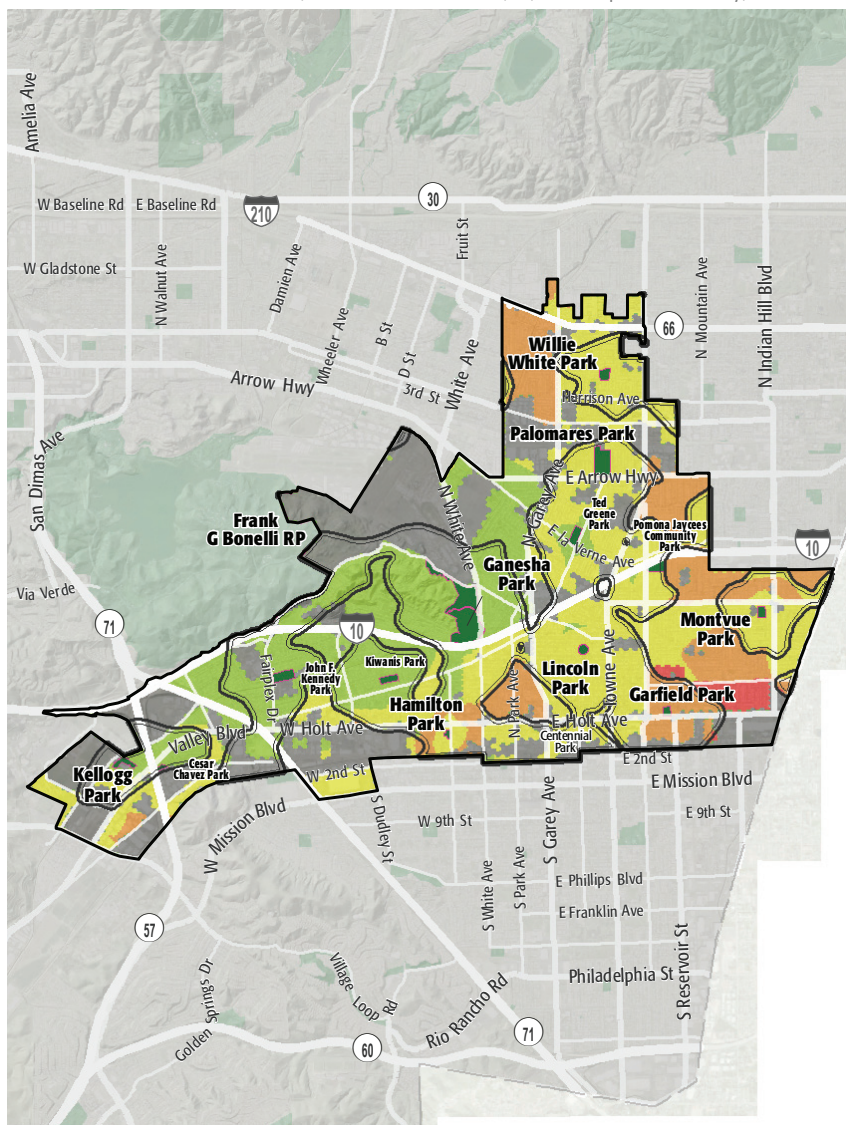 Amelia Ave
W Baseline Rd
E Baseline Rd
210
30
Fruit St
W Gladstone St
N Walnut Ave
Damien Ave
Wheeler Ave
B St
D St
3rd St
White Ave
Arrow Hwy
66
N Mountain Ave
N Indian Hill Blvd
Willie
White Park
Harrison Ave
Palomares Park
San Dimas Ave
E Arrow Hwy
N Garey Ave
N White Ave
Ted
Greene
Park
Pomona Jaycees
Community
Park
Frank
G Bonelli RP
E la Verne Ave
10
Ganesha
Park
Via Verde
71
10
Montvue
Park
Fairplex Dr
John F.
Kennedy
Park
Kiwanis Park
Lincoln
Park
Towne Ave
Garfield Park
Hamilton
Park
N Park Ave
W Holt Ave
E Holt Ave
Centennial
Park
Valley Blvd
Cesar
Chavez Park
Kellogg
Park
W 2nd St
E 2nd St
E Mission Blvd
W Mission Blvd
S Dudley St
W 9th St
S Garey Ave
E 9th St
S White Ave
S Park Ave
E Phillips Blvd
E Franklin Ave
57
Golden Springs Dr
Village Loop Rd
Rio Rancho Rd
Philadelphia St
S Reservoir St
71
60